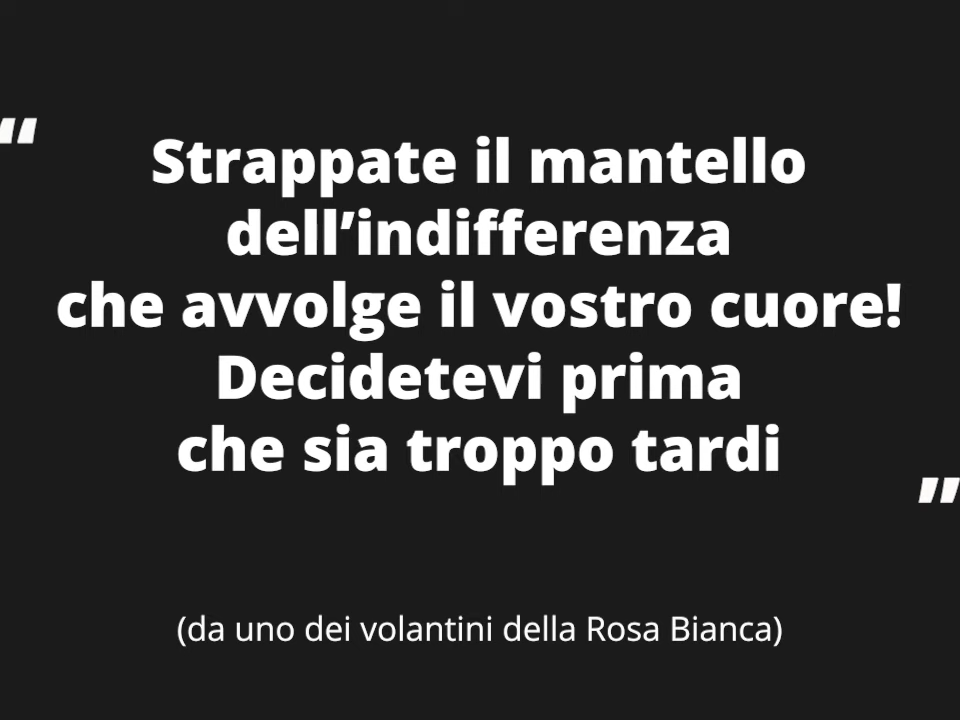 “
Strappate il mantello
dell’indifferenza
che avvolge il vostro cuore!
Decidetevi prima
che sia troppo tardi
”
(da uno dei volantini della Rosa Bianca)